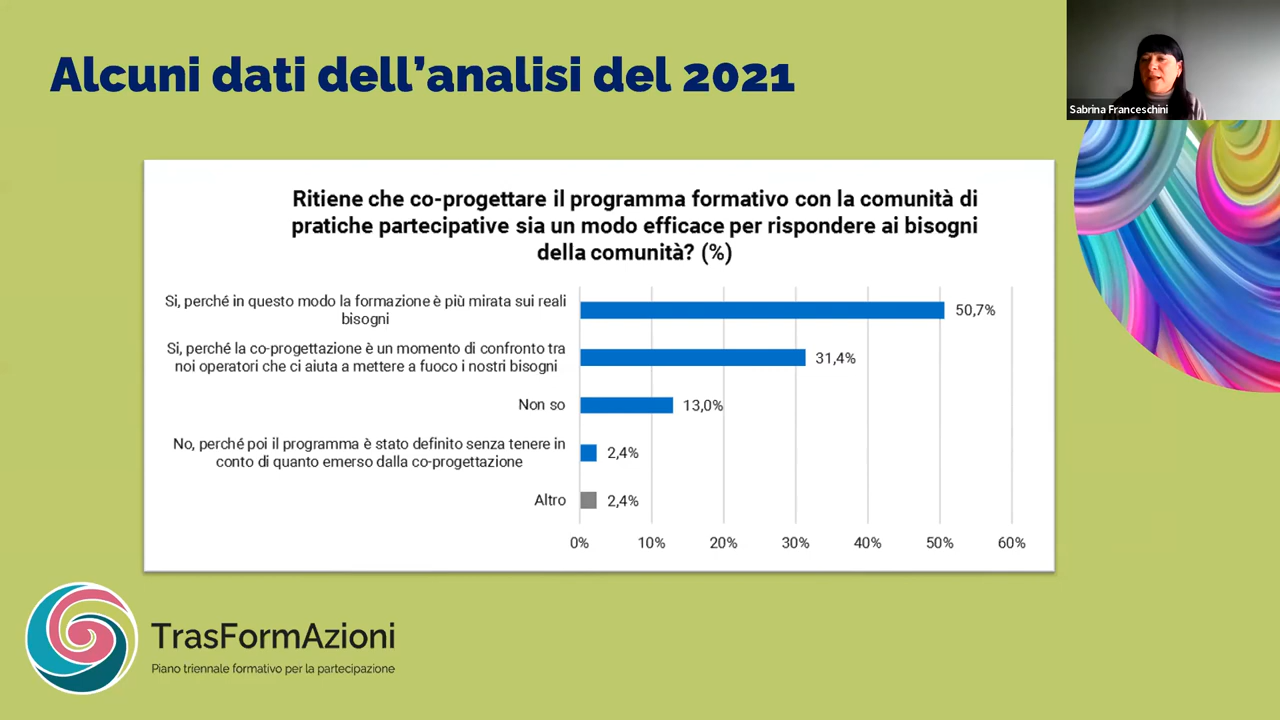 Alcuni dati dell’analisi del 2021
Sabrina Franceschini
Ritiene che co-progettare il programma formativo con la comunità di
pratiche partecipative sia un modo efficace per rispondere ai bisogni
della comunità? (%)
Si, perché in questo modo la formazione è più mirata sui reali
bisogni
50,7%
Si, perché la co-progettazione è un momento di confronto tra
noi operatori che ci aiuta a mettere a fuoco i nostri bisogni
31,4%
Non so
13,0%
No, perché poi il programma è stato definito senza tenere in
conto di quanto emerso dalla co-progettazione
2,4%
Altro
2,4%
0% 10% 20% 30% 40% 50% 60%
TrasFormAzioni
Piano triennale formativo per la partecipazione